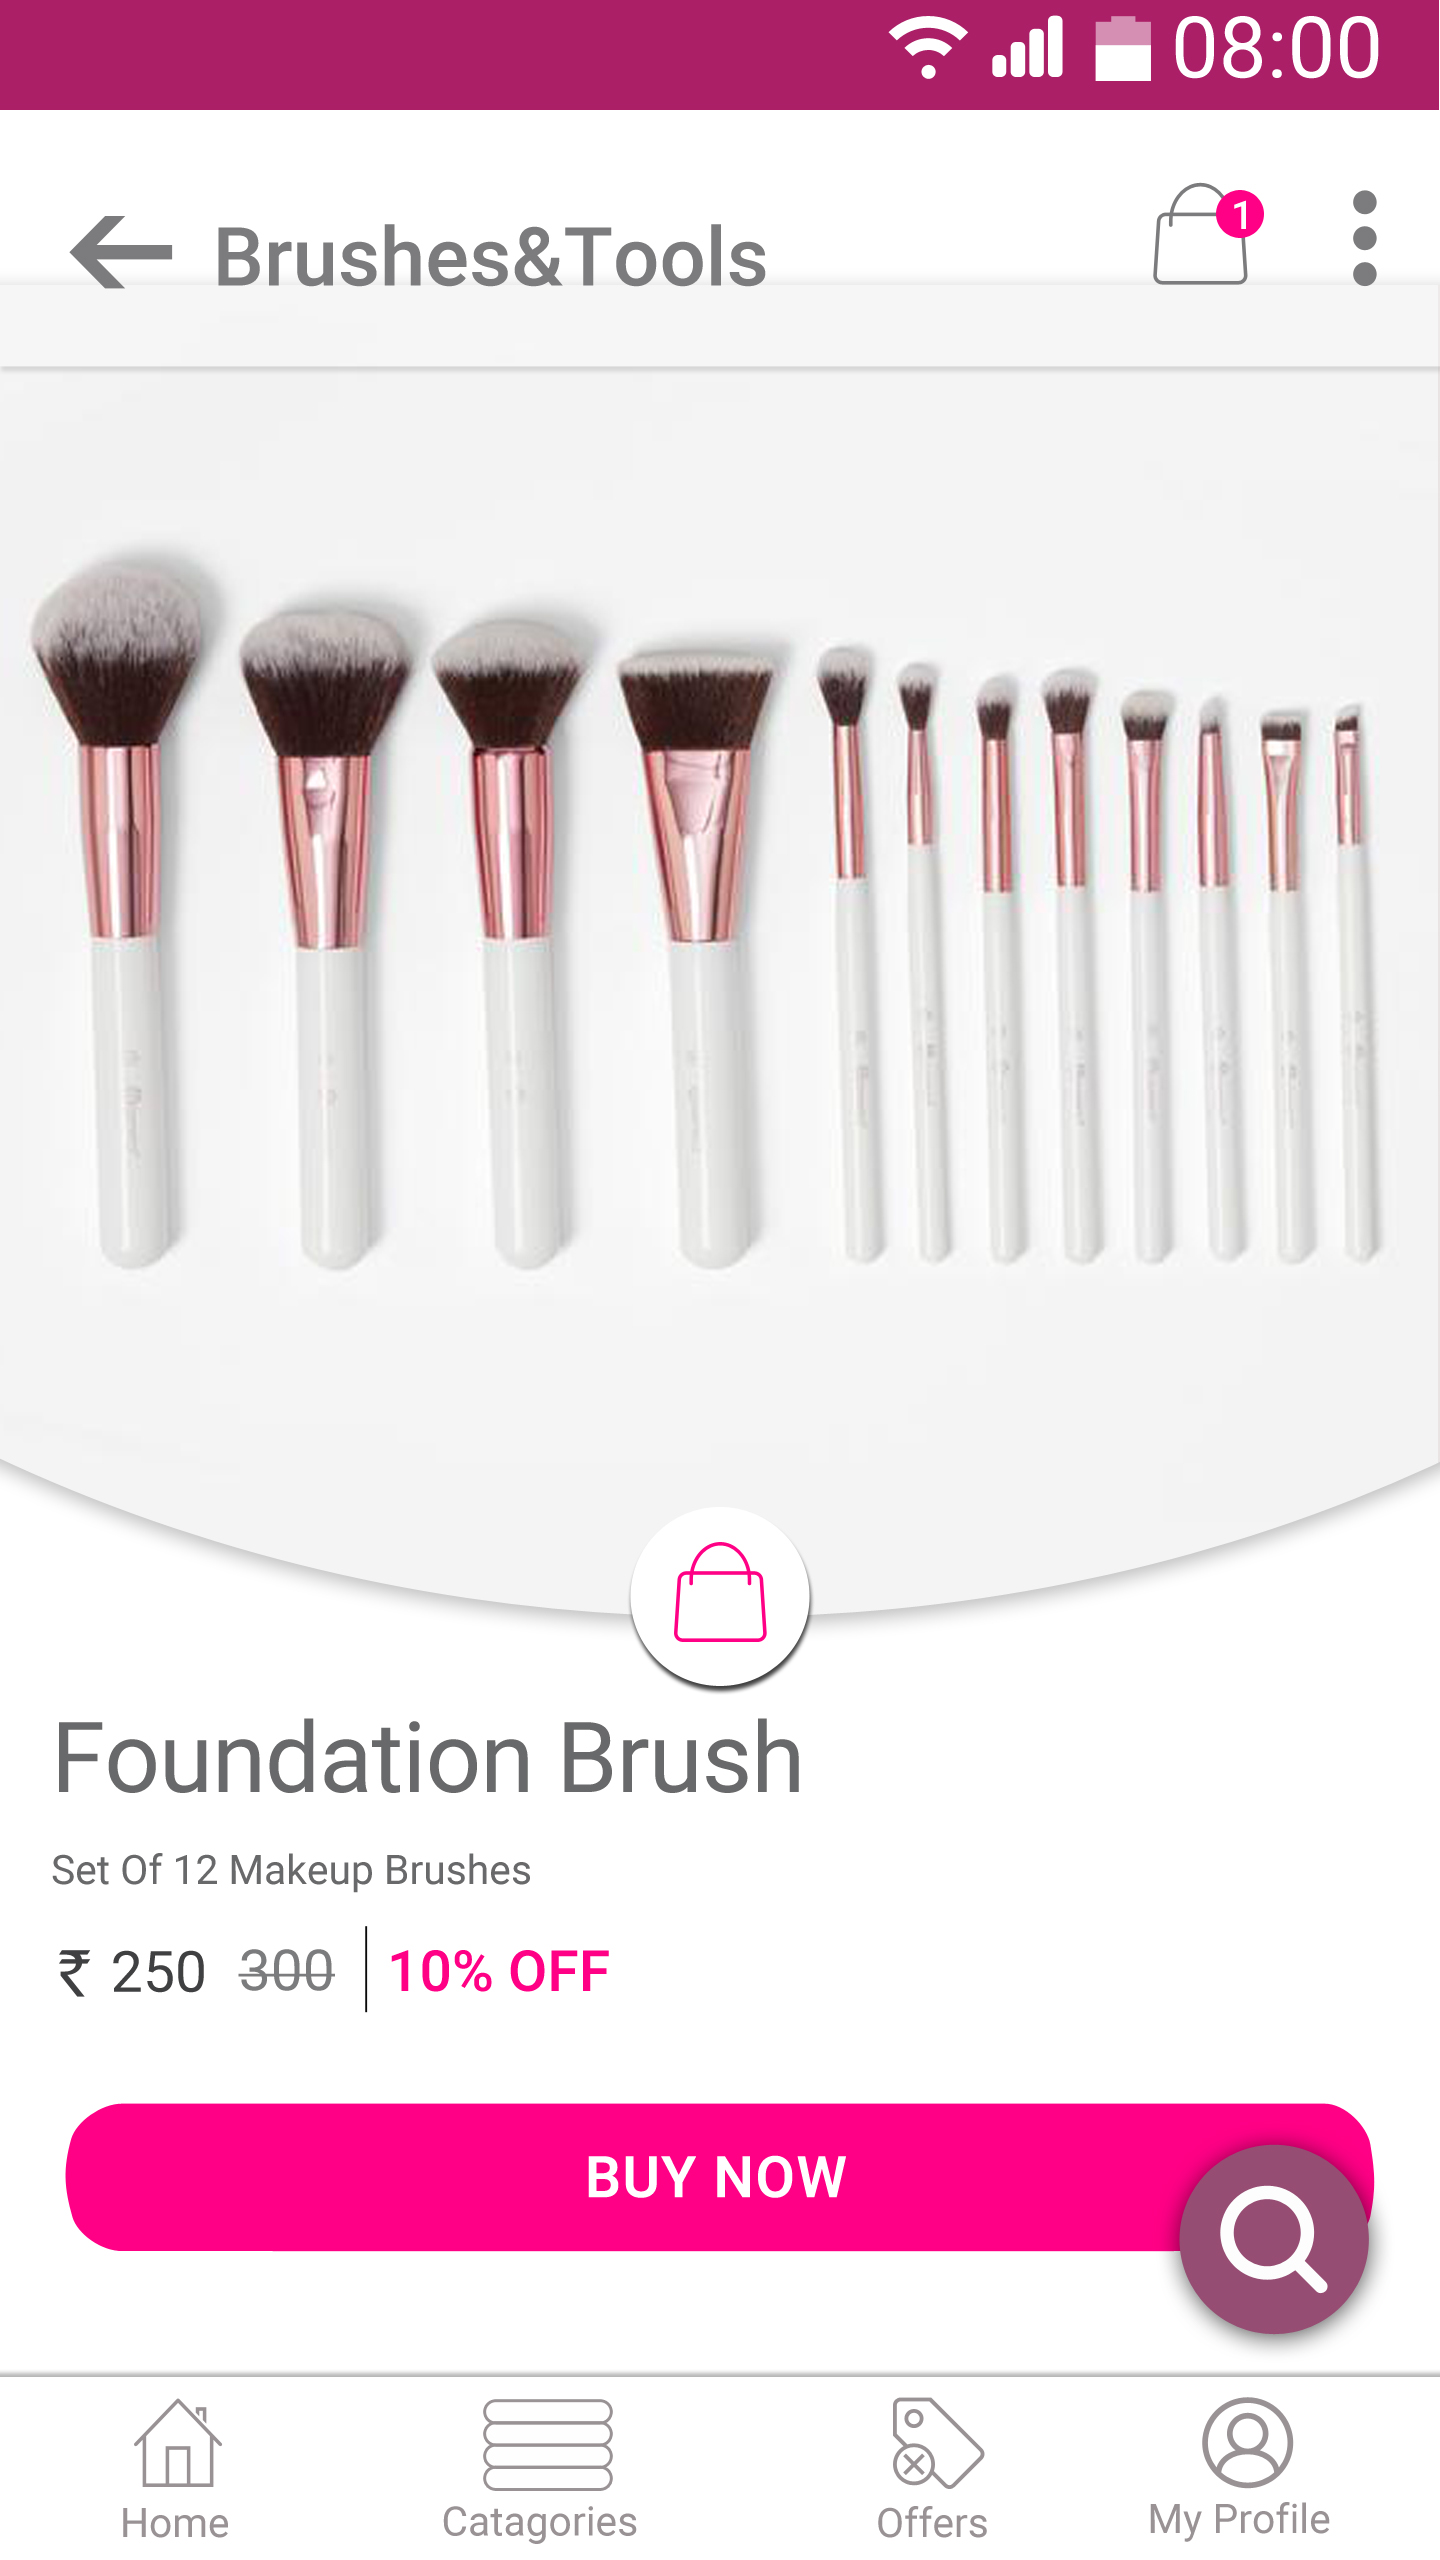 08:00
Brushes&Tools
1
Foundation Brush
Set Of 12 Makeup Brushes
₹ 250 300 10% OFF
BUY NOW
Home Catagories Offers My Profile